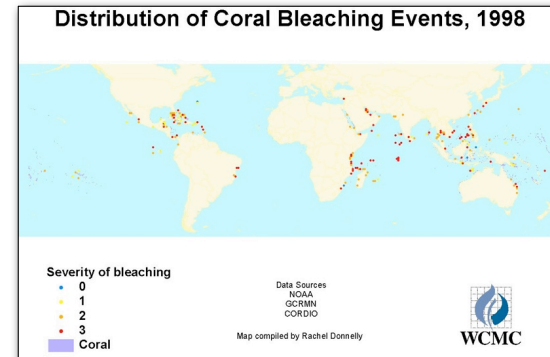 Distribution of Coral Bleaching Events, 1998
Severity of bleaching
0
1
2
3
Coral
Data Sources
NOAA
GCRMN
CORDIO
Map compiled by Rachel Donnelly
WCMC